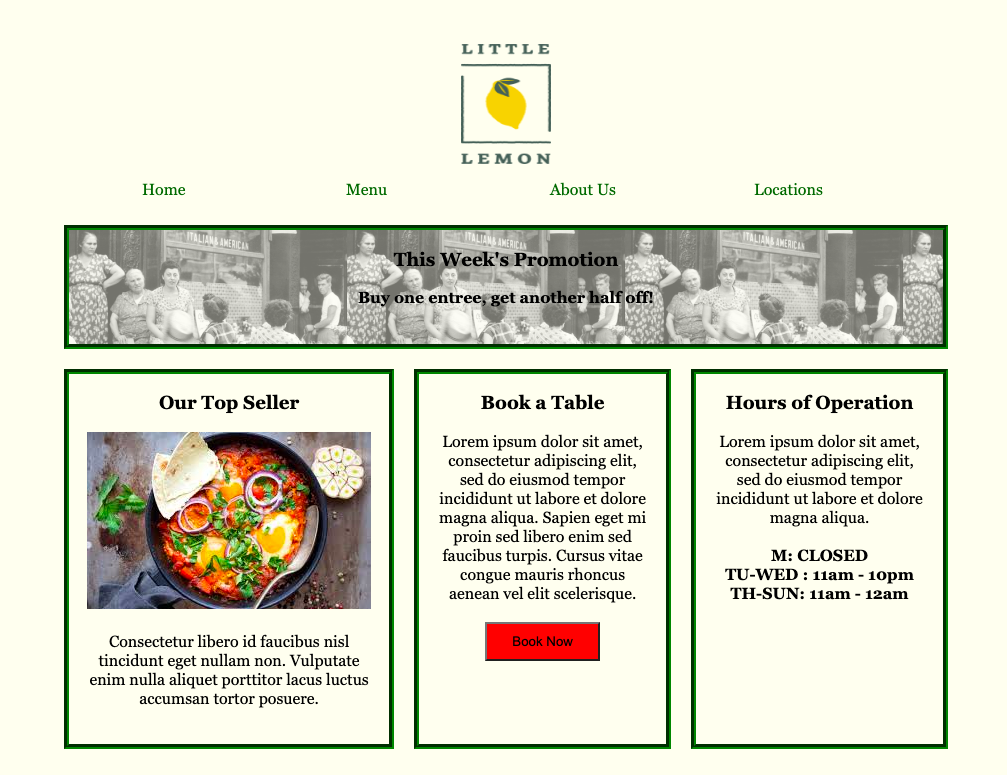 LITTLE
LEMON
Home Menu About Us Locations
ITALIAN & AMERICAN ITALIAN & AMERICAN ITALIAN & AMERICAN
This Week's Promotion
Buy one entree, get another half off!
Our Top Seller
Consectetur libero id faucibus nisl
tincidunt eget nullam non. Vulputate
enim nulla aliquet porttitor lacus luctus
accumsan tortor posuere.
Book a Table
Lorem ipsum dolor sit amet,
consectetur adipiscing elit,
sed do eiusmod tempor
incididunt ut labore et dolore
magna aliqua. Sapien eget mi
proin sed libero enim sed
faucibus turpis. Cursus vitae
congue mauris rhoncus
aenean vel elit scelerisque.
Book Now
Hours of Operation
Lorem ipsum dolor sit amet,
consectetur adipiscing elit,
sed do eiusmod tempor
incididunt ut labore et dolore
magna aliqua.
M: CLOSED
TU-WED : 11am - 10pm
TH-SUN: 11am - 12am